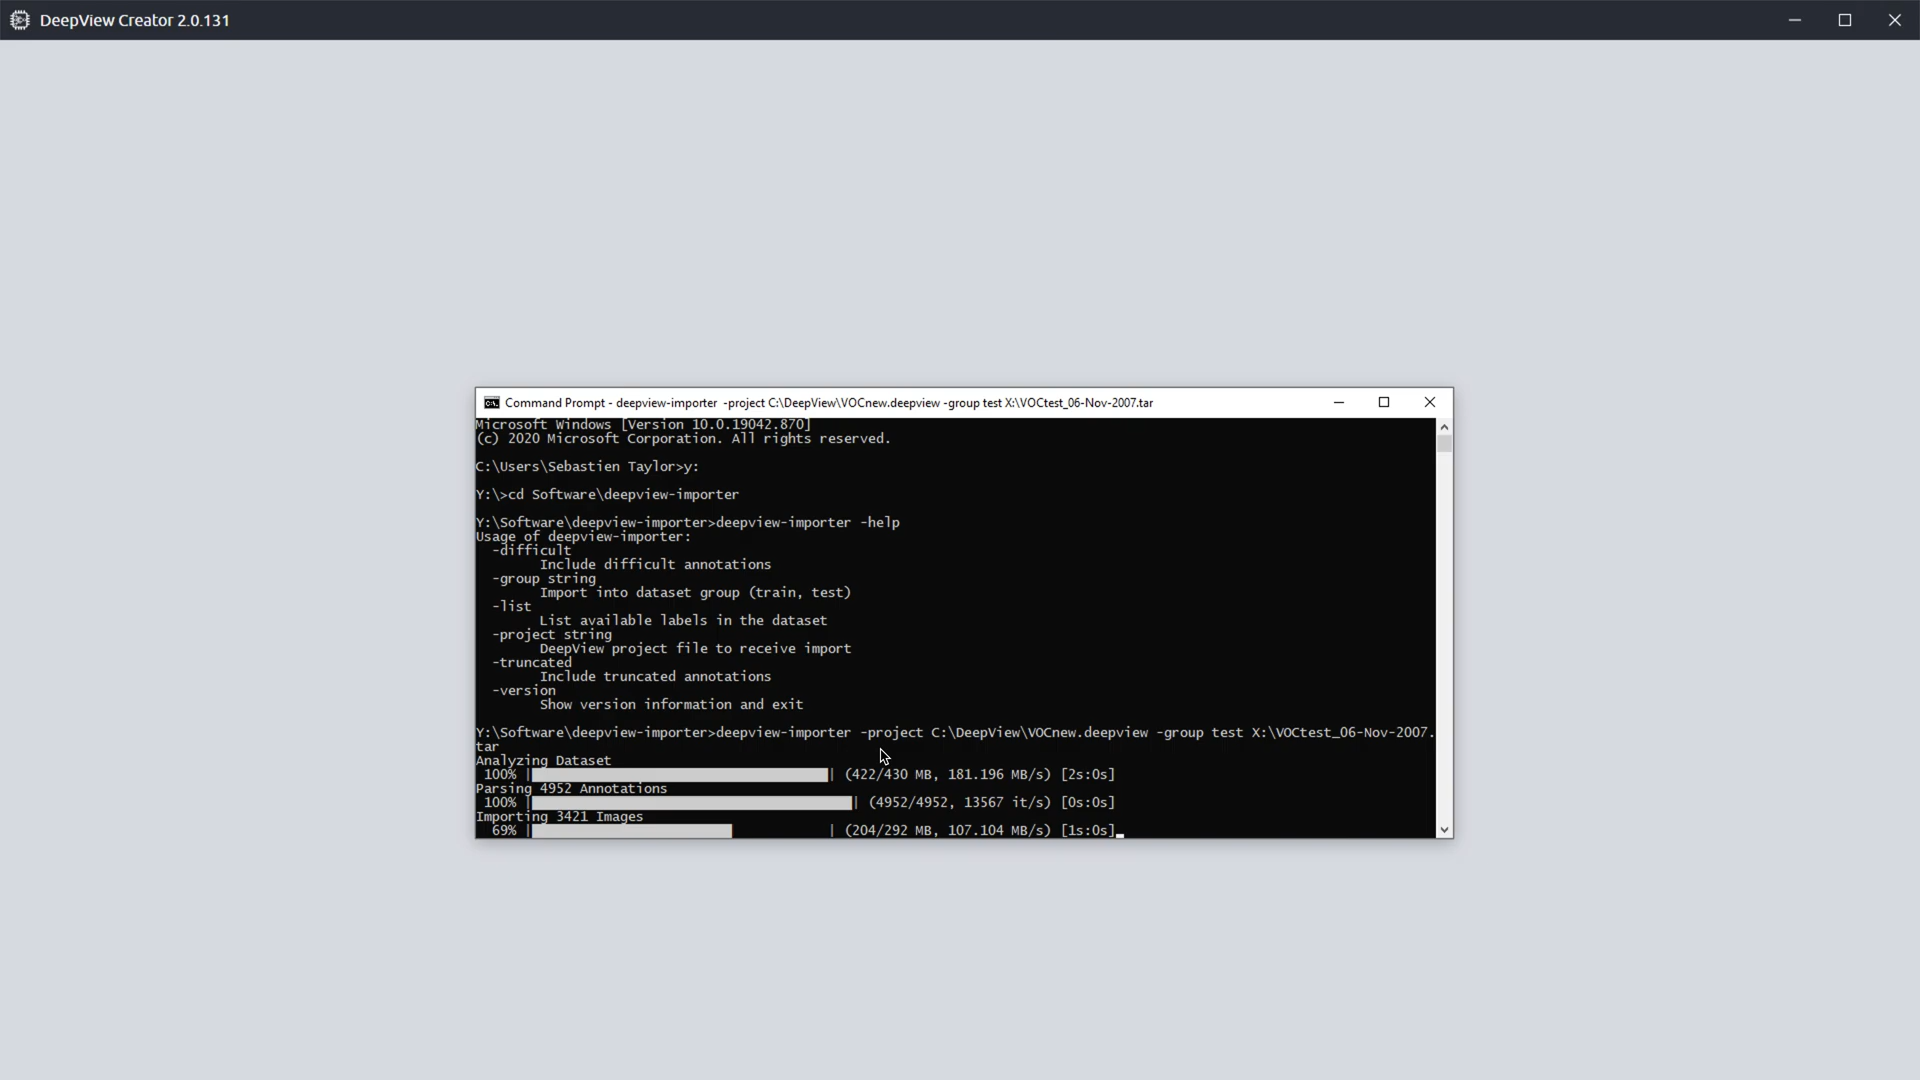 DeepView Creator 2.0.131
Command Prompt - deepview-importer  -project C:\DeepView\VOCnew.deepview -group test X:\VOCtest_06-Nov-2007.tar
Microsoft Windows [Version 10.0.19042.870]
(c) 2020 Microsoft Corporation. All rights reserved.
C:\Users\Sebastien Taylor>y:
Y:\>cd Software\deepview-importer
Y:\Software\deepview-importer>deepview-importer -help
Usage of deepview-importer:
-difficult
Include difficult annotations
-group string
Import into dataset group (train, test)
-list
List available labels in the dataset
-project string
DeepView project file to receive import
-truncated
Include truncated annotations
-version
Show version information and exit
Y:\Software\deepview-importer>deepview-importer -project C:\DeepView\VOCnew.deepview -group test X:\VOCtest_06-Nov-2007.
tar
Analyzing Dataset
100% | | (422/430 MB, 181.196 MB/s) [2s:0s]
Parsing 4952 Annotations
100% | | (4952/4952, 13567 it/s) [0s:0s]
Importing 3421 Images
69% | | (204/292 MB, 107.104 MB/s) [1s:0s]